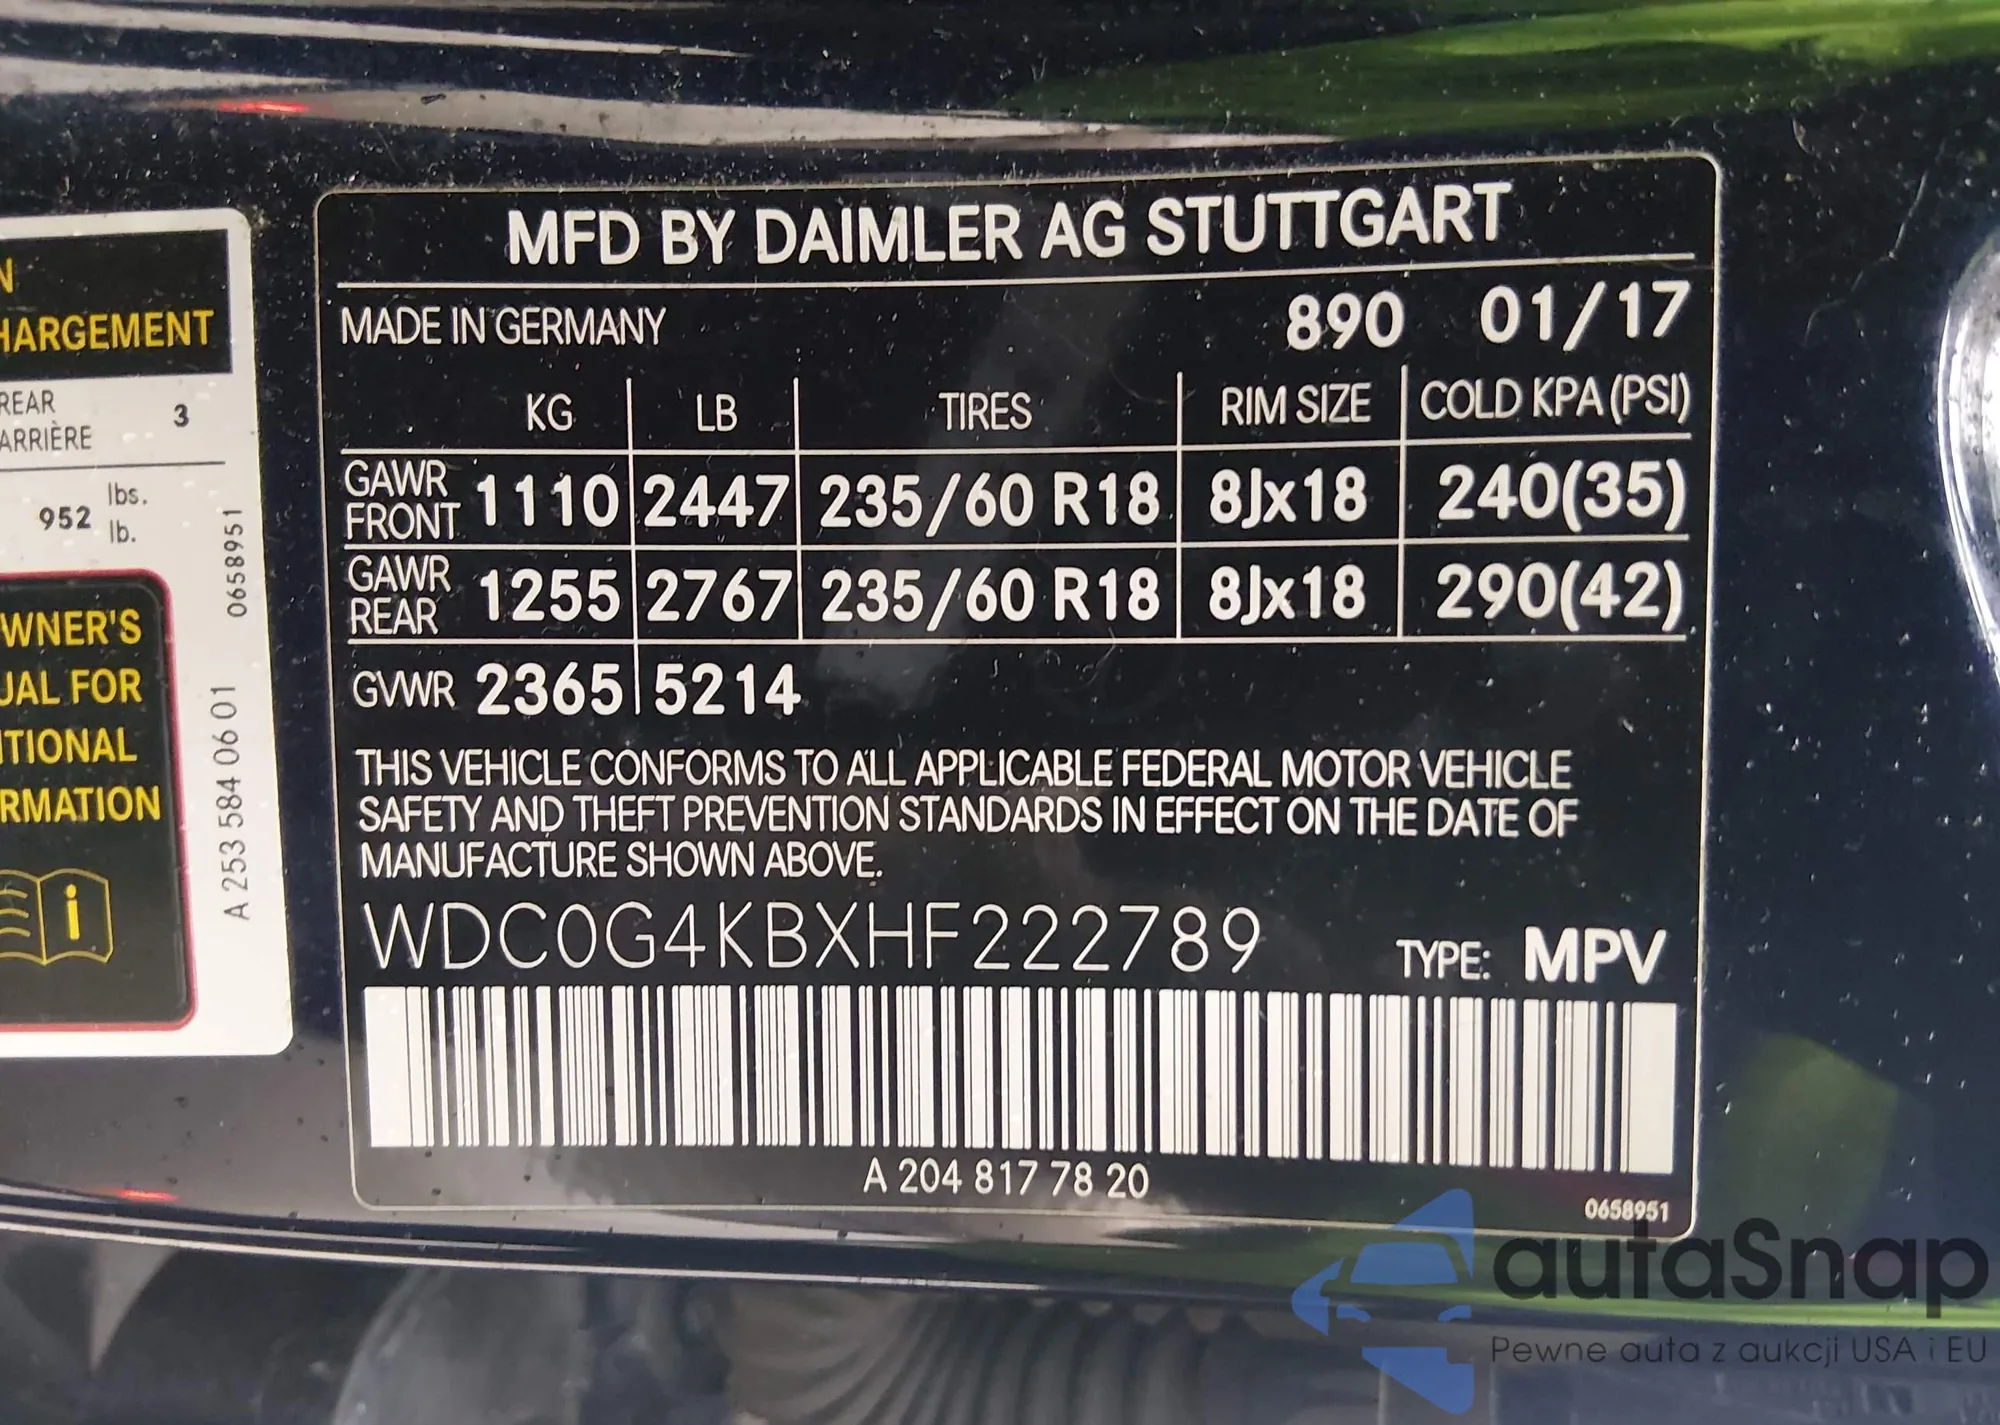 N
HARGEMENT
REAR
ARRIÈRE
3
952 lbs.
lb.
WNER'S
UAL FOR
ITIONAL
RMATION
i
A 253 584 06 01
0658951
MFD BY DAIMLER AG STUTTGART
MADE IN GERMANY 890 01/17
KG LB TIRES RIM SIZE COLD KPA (PSI)
GAWR FRONT 1110 2447 235/60 R18 8Jx18 240(35)
GAWR REAR 1255 2767 235/60 R18 8Jx18 290(42)
GVWR 2365 5214
THIS VEHICLE CONFORMS TO ALL APPLICABLE FEDERAL MOTOR VEHICLE
SAFETY AND THEFT PREVENTION STANDARDS IN EFFECT ON THE DATE OF
MANUFACTURE SHOWN ABOVE.
WDC0G4KBXHF222789 TYPE: MPV
A 204 817 78 20
0658951
autaSnap
Pewne auta z aukcji USA i EU